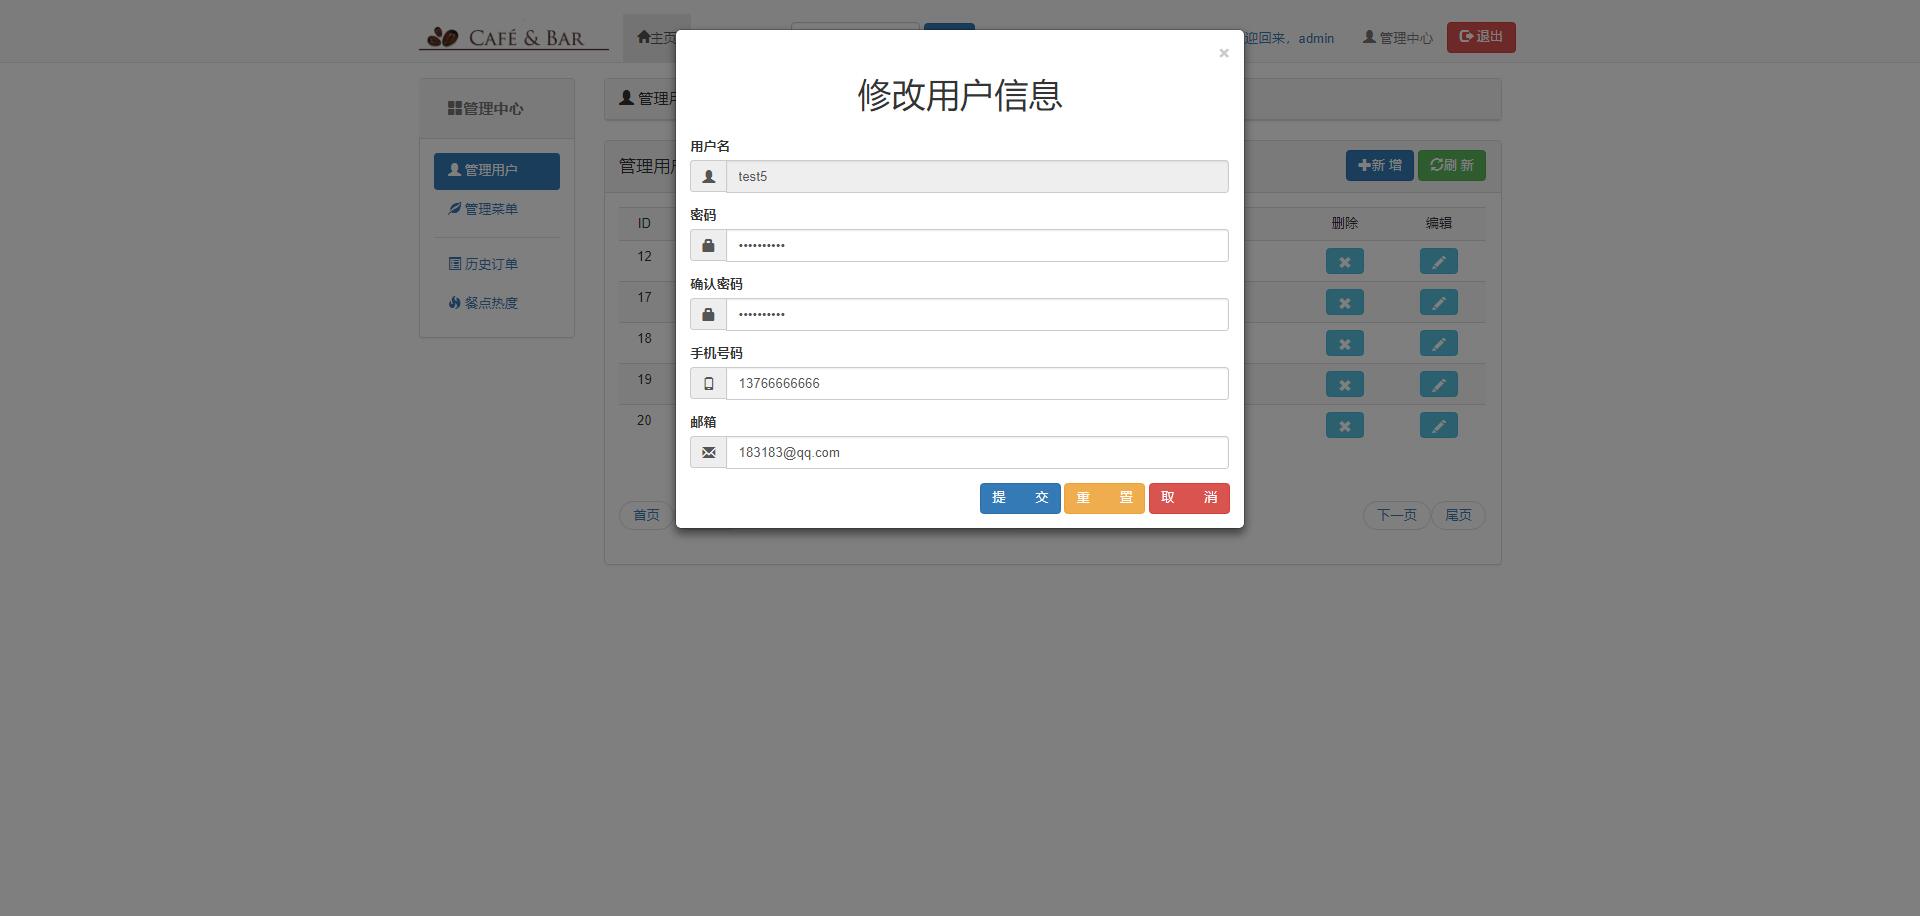 CAFÉ & BAR
主页
迎回来，admin
管理中心
退出
管理中心
管理用户
管理菜单
历史订单
餐点热度
管理用
管理用
新 增
刷 新
ID
删除
编辑
12
17
18
19
20
首页
下一页
尾页
×
修改用户信息
用户名
test5
密码
••••••••••
确认密码
••••••••••
手机号码
13766666666
邮箱
183183@qq.com
提 交
重 置
取 消